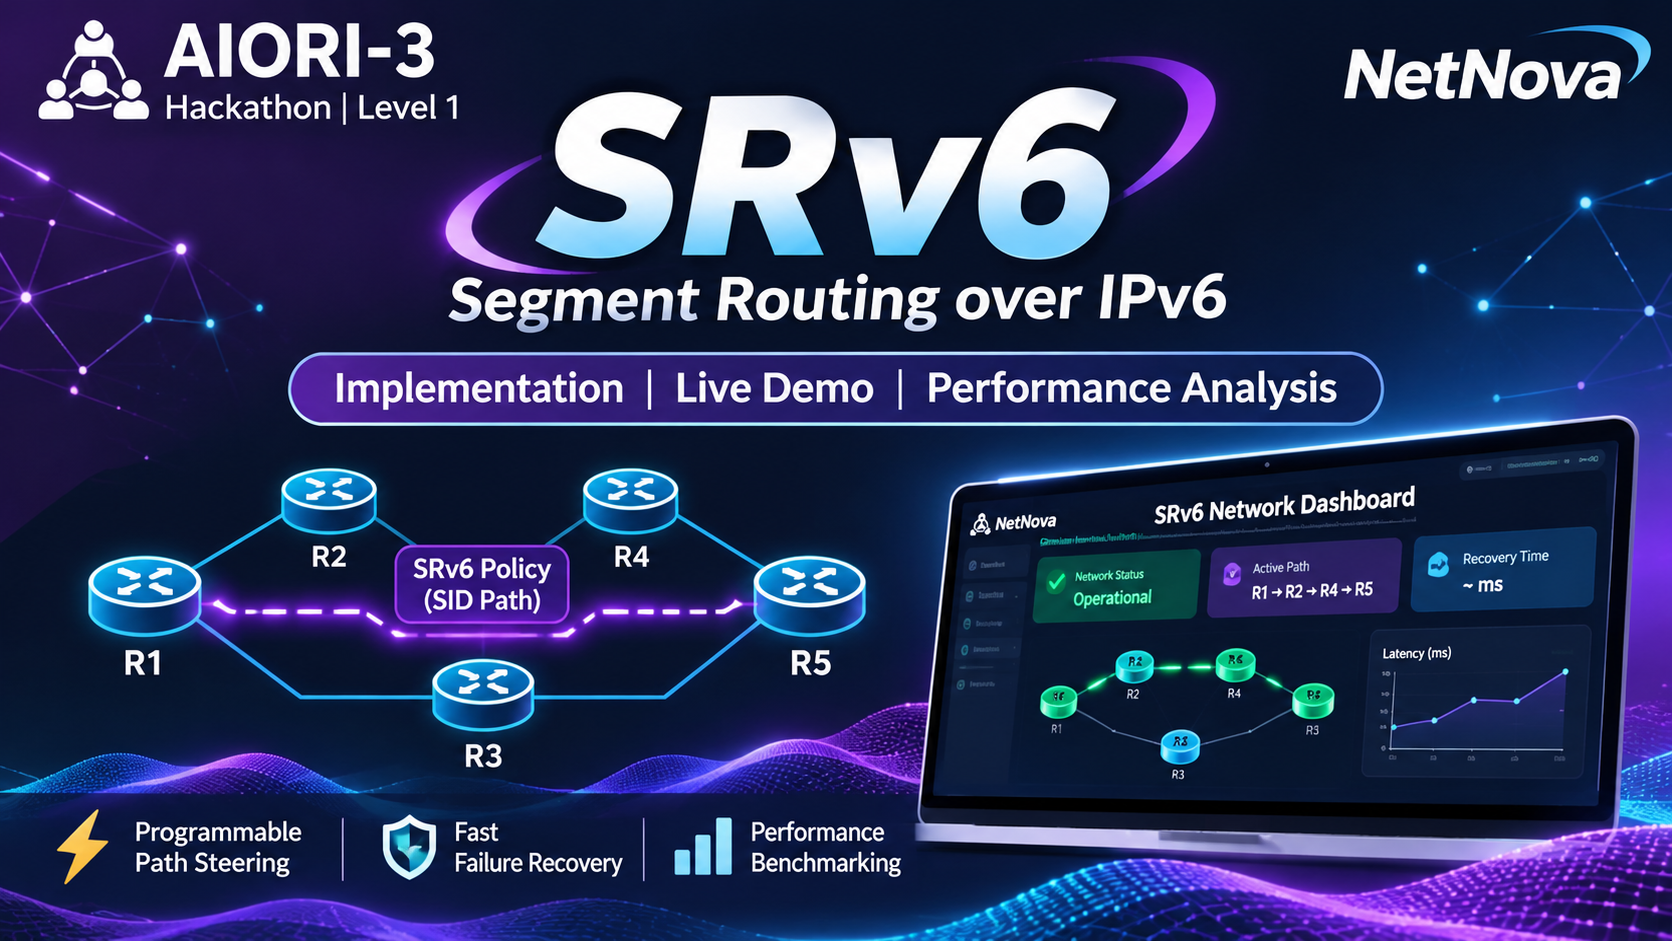 AIORI-3
Hackathon | Level 1
NetNova
SRv6
Segment Routing over IPv6
Implementation | Live Demo | Performance Analysis
R1
R2
R3
R4
R5
SRv6 Policy
(SID Path)
Programmable
Path Steering
Fast
Failure Recovery
Performance
Benchmarking
NetNova
SRv6 Network Dashboard
Network Status
Operational
Active Path
R1 → R2 → R4 → R5
Recovery Time
~ ms
R1
R2
R4
R3
Latency (ms)